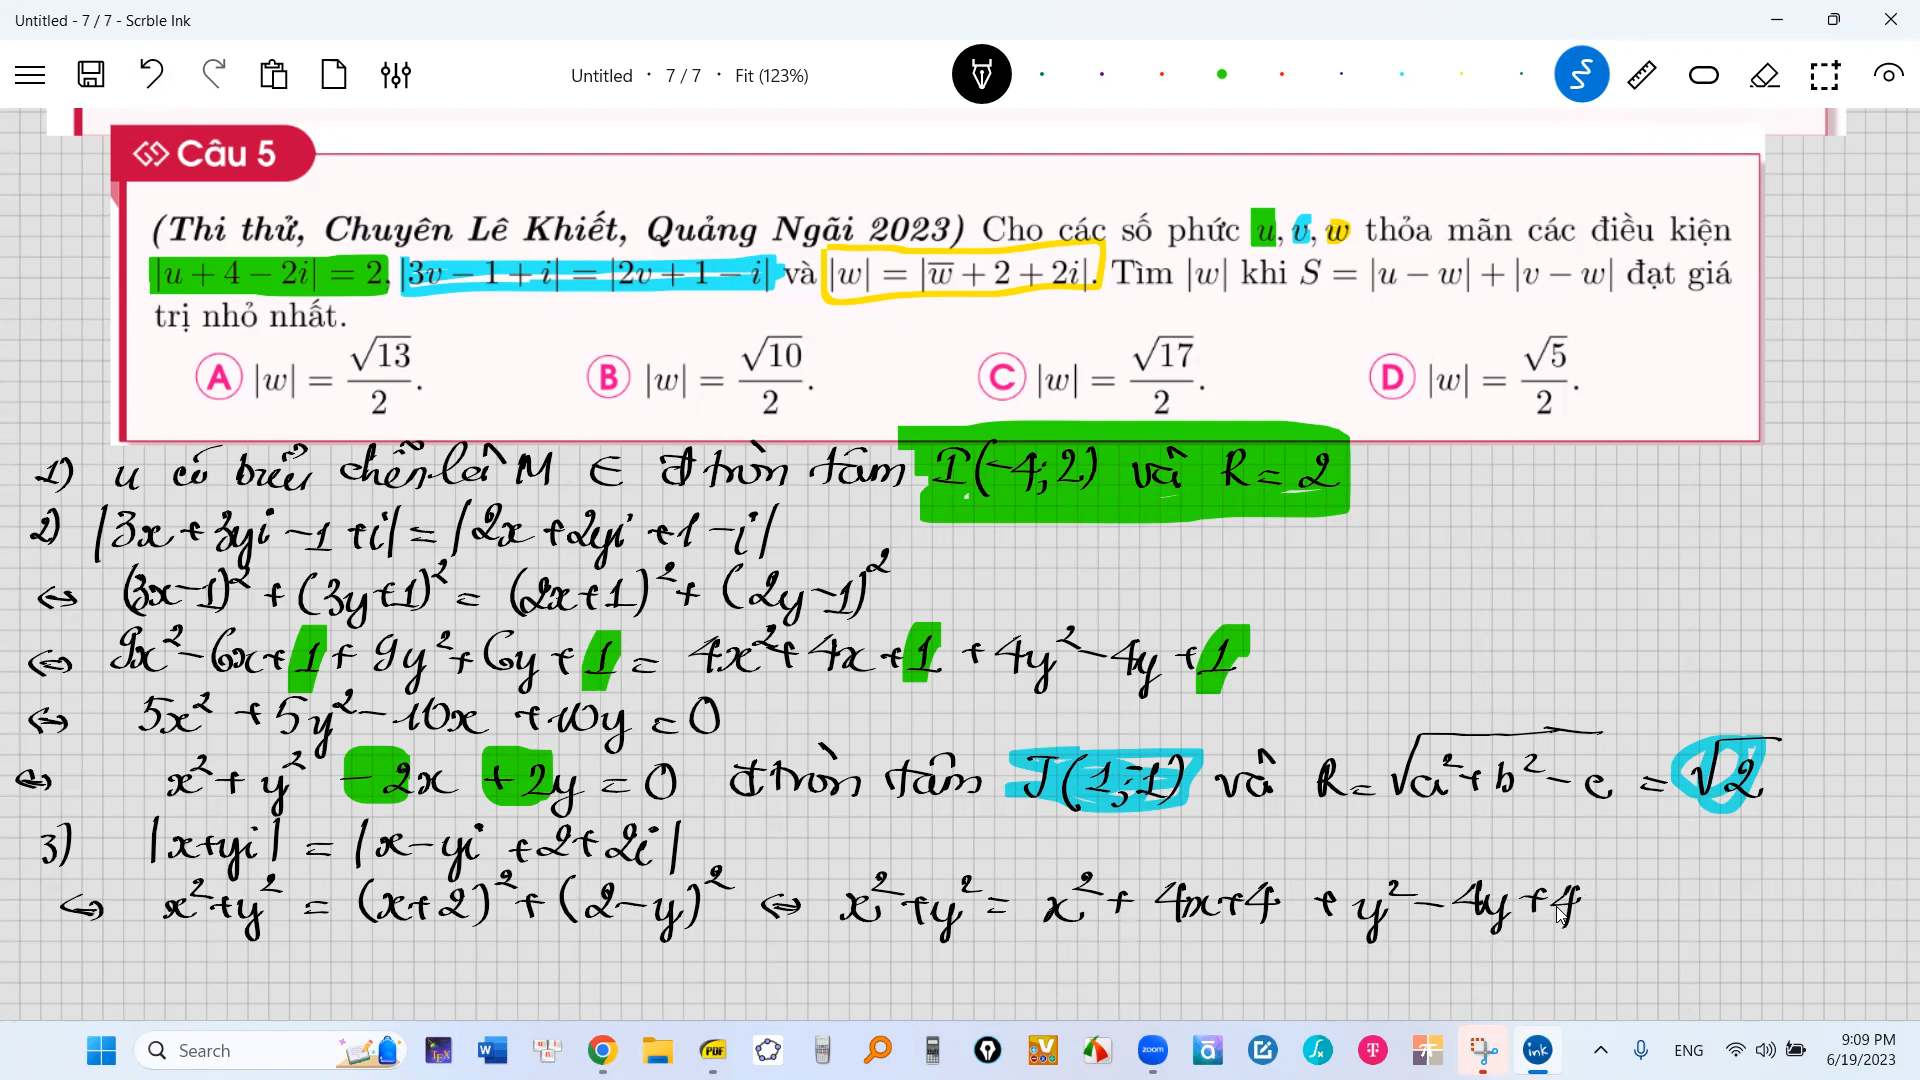 Untitled - 7 / 7 - Scrble Ink
Untitled · 7 / 7 · Fit (123%)
Câu 5
(Thi thử, Chuyên Lê Khiết, Quảng Ngãi 2023) Cho các số phức u, v, w thỏa mãn các điều kiện
|u + 4 − 2i| = 2, |3v − 1 + i| = |2v + 1 − i| và |w| = |w̅ + 2 + 2i|. Tìm |w| khi S = |u − w| + |v − w| đạt giá
trị nhỏ nhất.
A |w| = √13/2. B |w| = √10/2. C |w| = √17/2. D |w| = √5/2.
1) u có biểu diễn là M ∈ đ tròn tâm I(-4;2) và R = 2
2) |3x + 3yi - 1 + i| = |2x + 2yi + 1 - i|
⇔ (3x-1)² + (3y+1)² = (2x+1)² + (2y-1)²
⇔ 9x² - 6x + 1 + 9y² + 6y + 1 = 4x² + 4x + 1 + 4y² - 4y + 1
⇔ 5x² + 5y² - 10x + 10y = 0
⇔ x² + y² - 2x + 2y = 0 đ tròn tâm J(1;-1) và R = √(a² + b² - c) = √2
3) |x+yi| = |x - yi + 2 + 2i|
⇔ x² + y² = (x+2)² + (2-y)² ⇔ x² + y² = x² + 4x + 4 + y² - 4y + 4
Search
TEX
PDF
zoom
ink
ENG
9:09 PM
6/19/2023